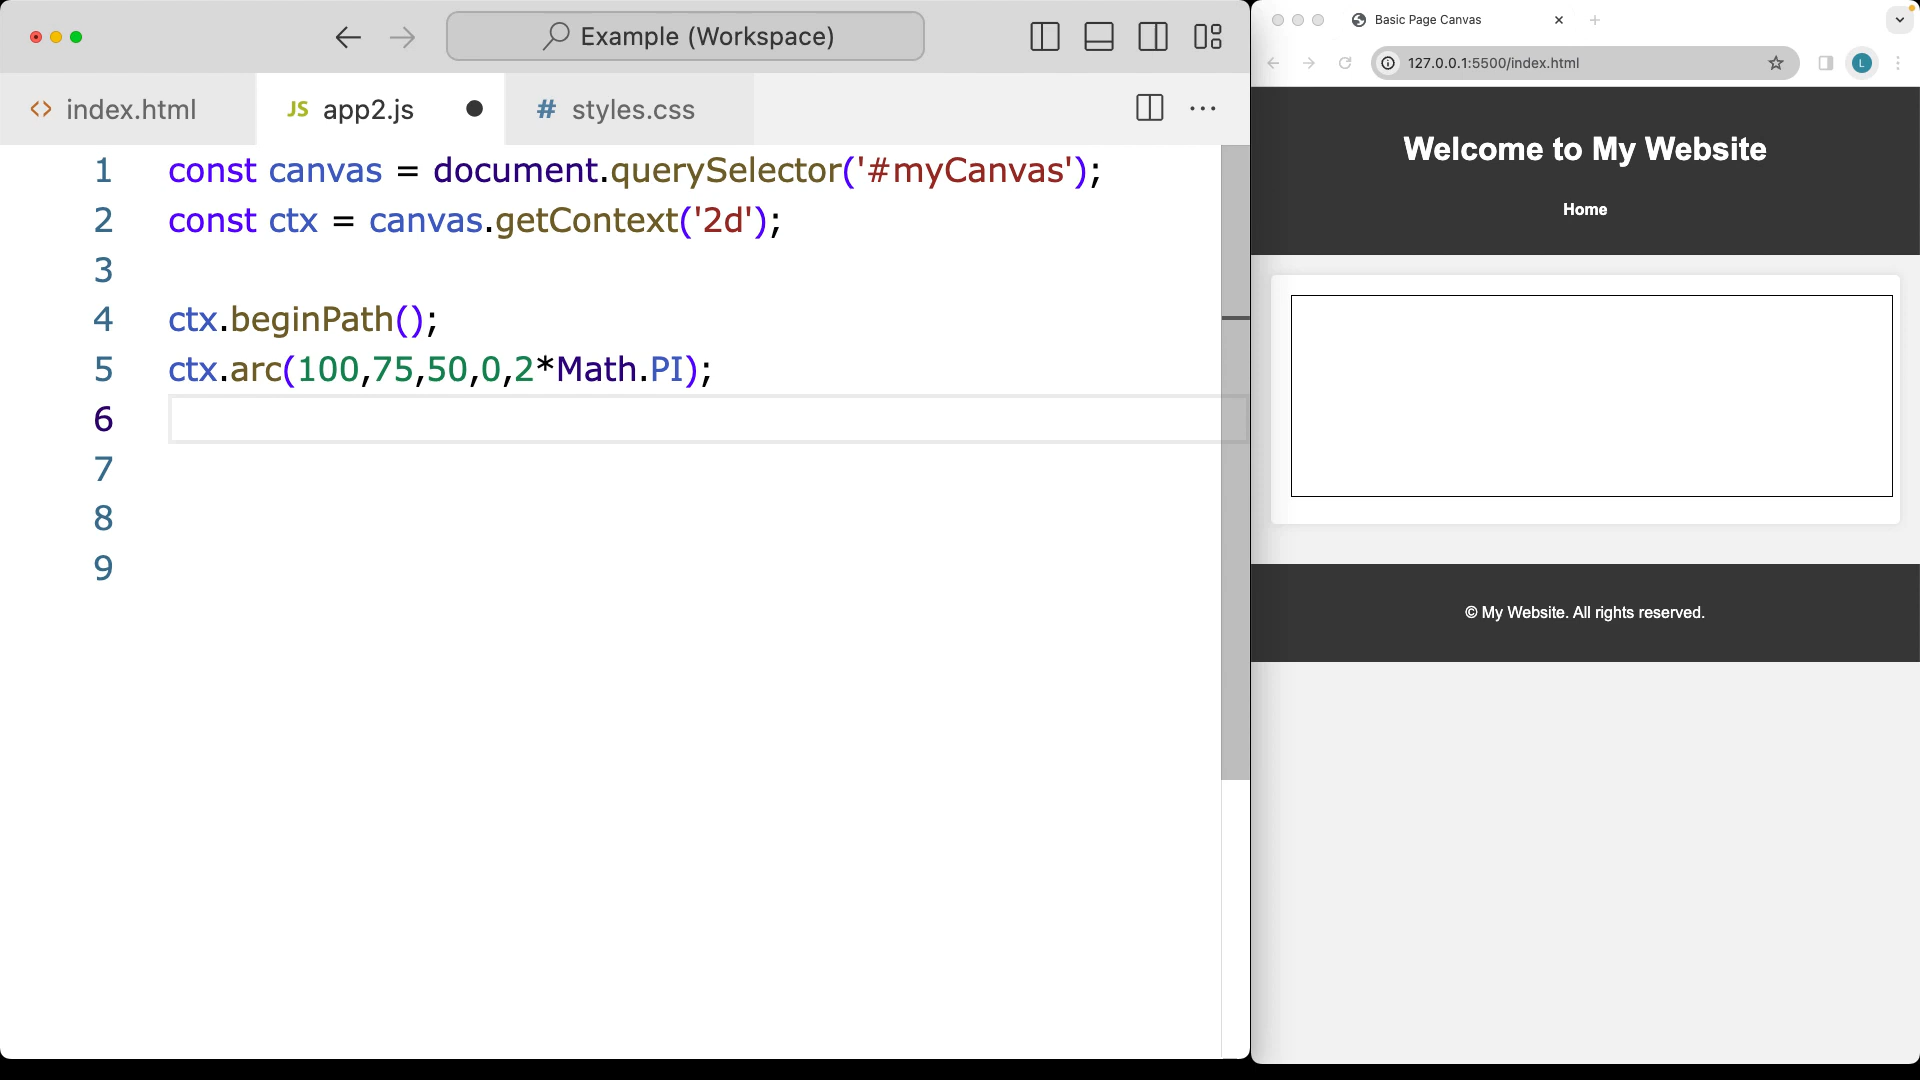 Example (Workspace)
index.html
JS app2.js
# styles.css
1 const canvas = document.querySelector('#myCanvas');
2 const ctx = canvas.getContext('2d');
3
4 ctx.beginPath();
5 ctx.arc(100,75,50,0,2*Math.PI);
6
7
8
9
Basic Page Canvas
127.0.0.1:5500/index.html
L
Welcome to My Website
Home
© My Website. All rights reserved.